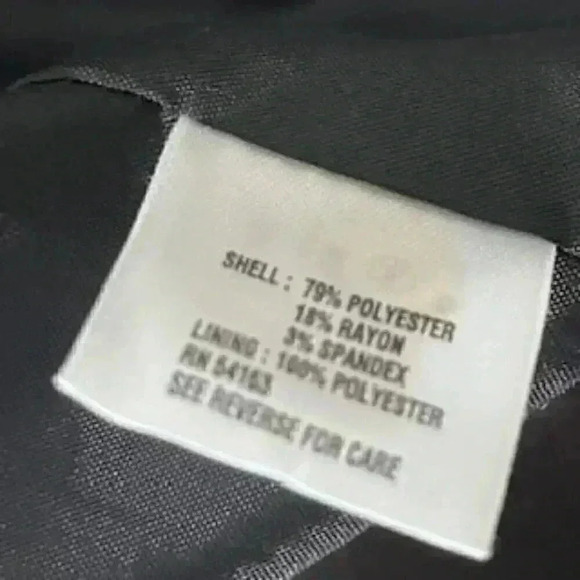 SHELL : 79% POLYESTER
18% RAYON
3% SPANDEX
LINING : 100% POLYESTER
RN 54163
SEE REVERSE FOR CARE